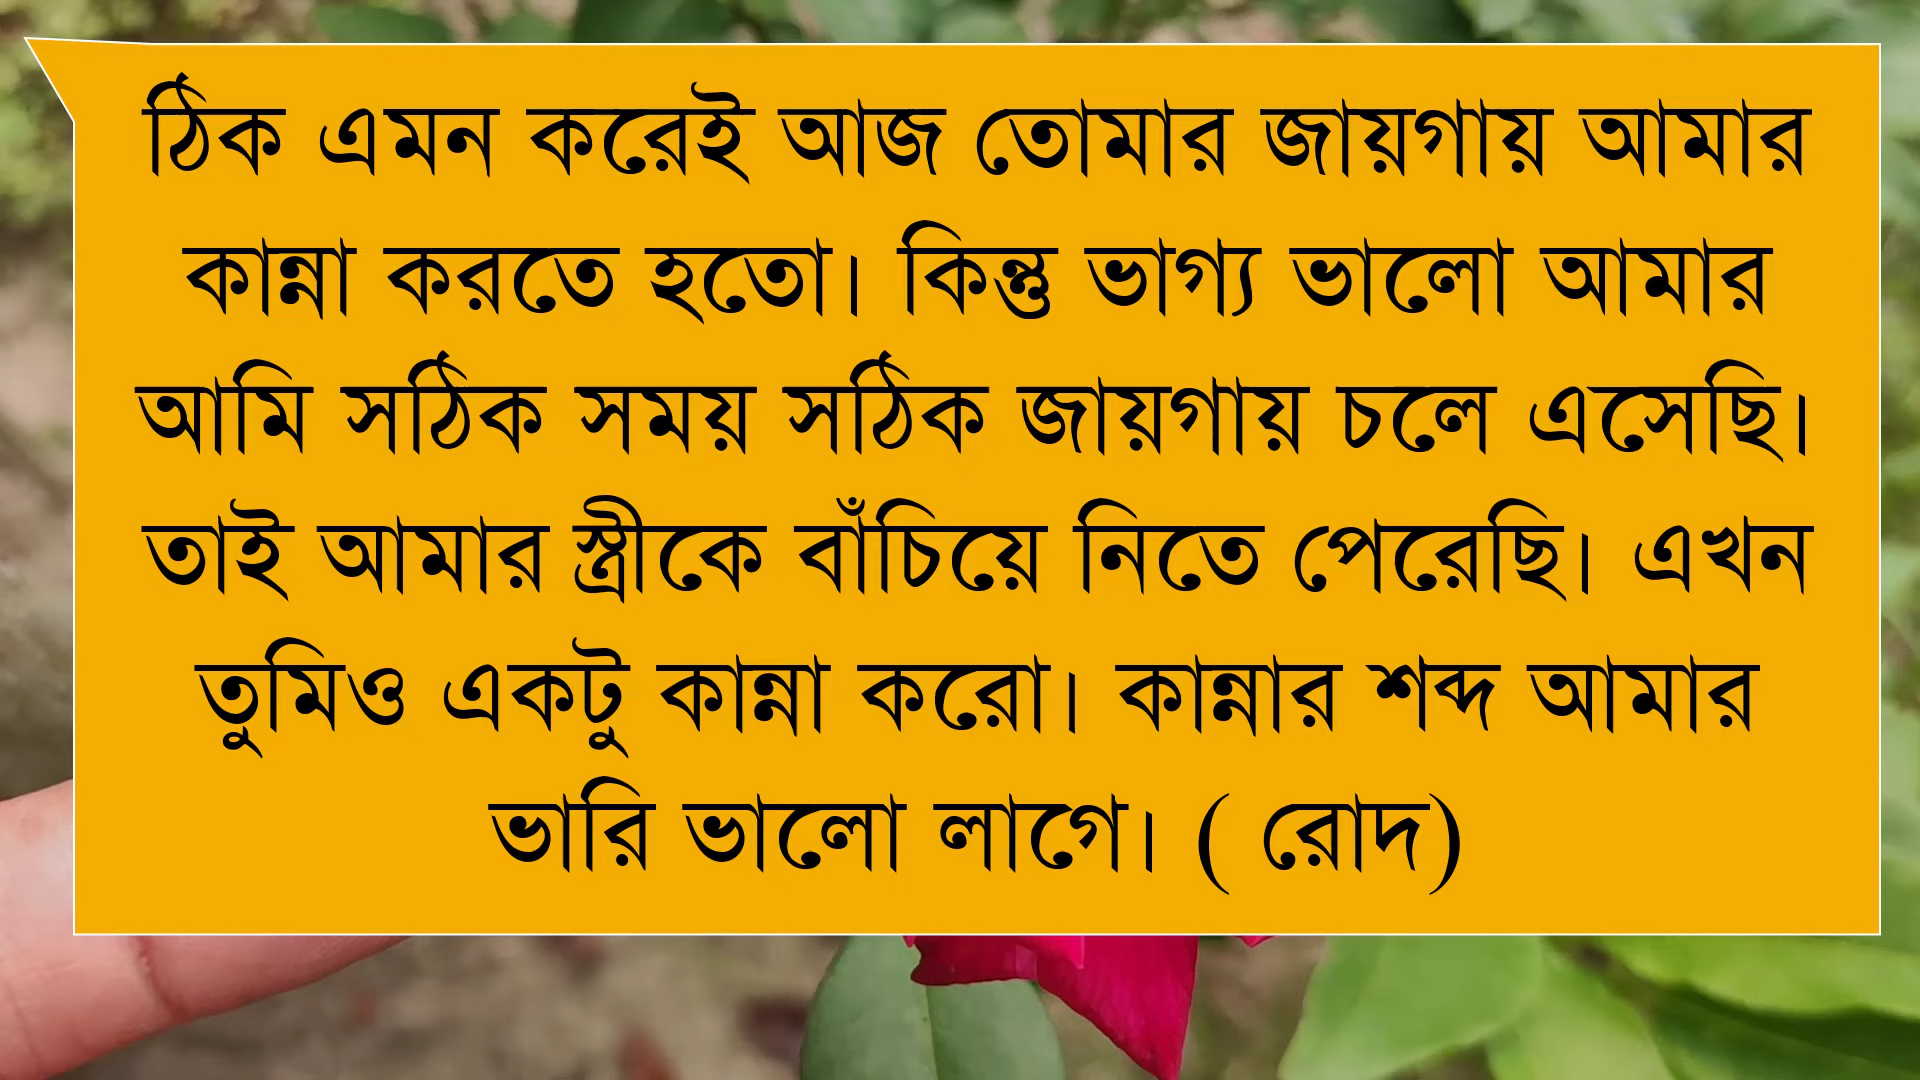 ঠিক এমন করেই আজ তোমার জায়গায় আমার
কান্না করতে হতো। কিন্তু ভাগ্য ভালো আমার
আমি সঠিক সময় সঠিক জায়গায় চলে এসেছি।
তাই আমার স্ত্রীকে বাঁচিয়ে নিতে পেরেছি। এখন
তুমিও একটু কান্না করো। কান্নার শব্দ আমার
ভারি ভালো লাগে। ( রোদ)